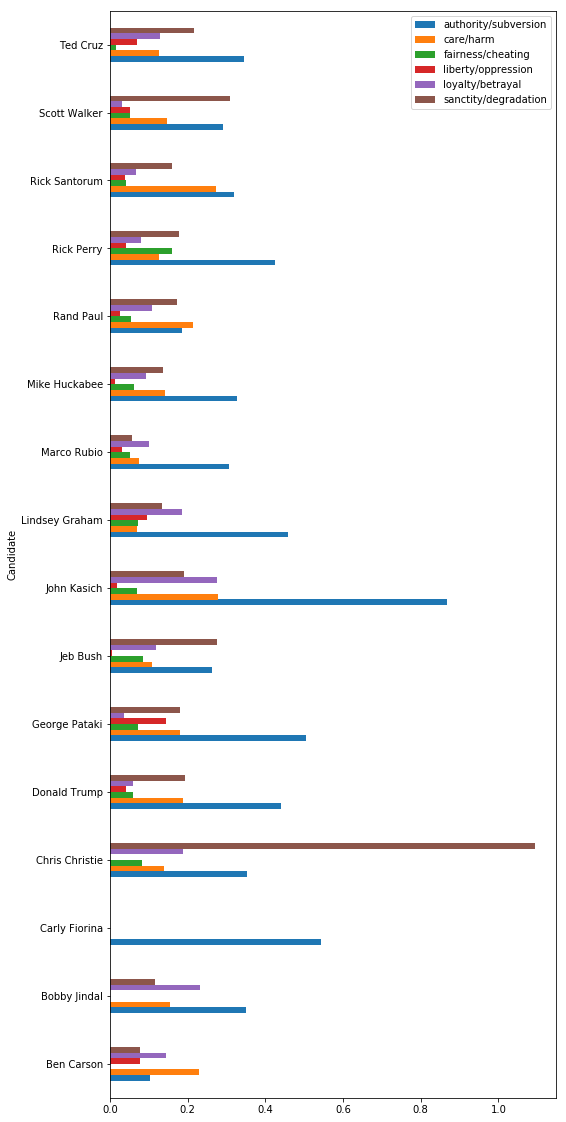 authority/subversion
care/harm
fairness/cheating
liberty/oppression
loyalty/betrayal
sanctity/degradation
Ted Cruz
Scott Walker
Rick Santorum
Rick Perry
Rand Paul
Mike Huckabee
Marco Rubio
Lindsey Graham
John Kasich
Jeb Bush
George Pataki
Donald Trump
Chris Christie
Carly Fiorina
Bobby Jindal
Ben Carson
Candidate
0.0 0.2 0.4 0.6 0.8 1.0